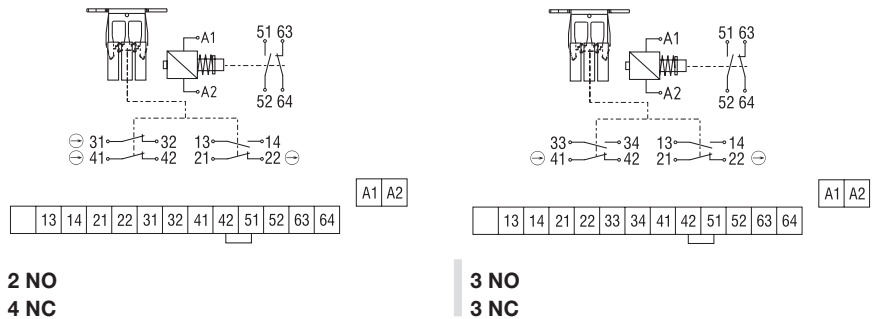 A1
51 63
A2
52 64
31 32 13 14
41 42 21 22
A1 A2
13 14 21 22 31 32 41 42 51 52 63 64
2 NO
4 NC
A1
51 63
A2
52 64
33 34 13 14
41 42 21 22
A1 A2
13 14 21 22 33 34 41 42 51 52 63 64
3 NO
3 NC